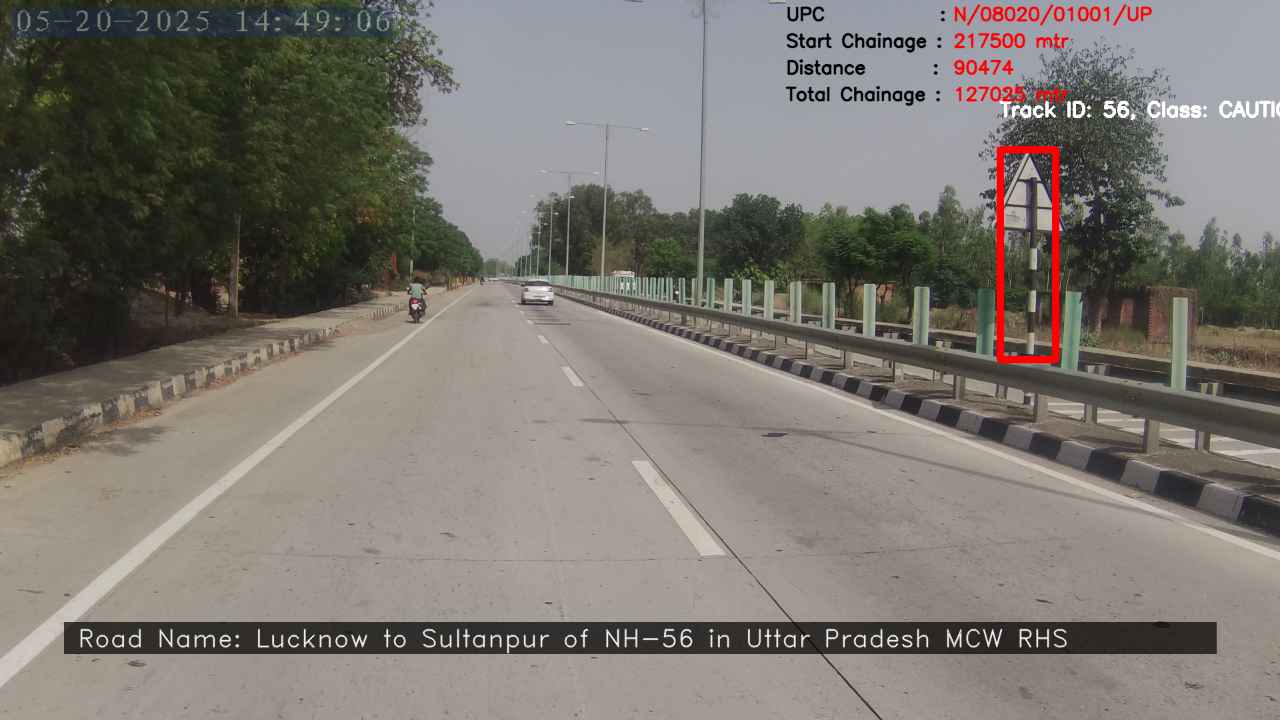 05-20-2025 14:49:06
UPC : N/08020/01001/UP
Start Chainage : 217500 mtr
Distance : 90474
Total Chainage : 127025 mtr
Track ID: 56, Class: CAUTIO
Road Name: Lucknow to Sultanpur of NH-56 in Uttar Pradesh MCW RHS